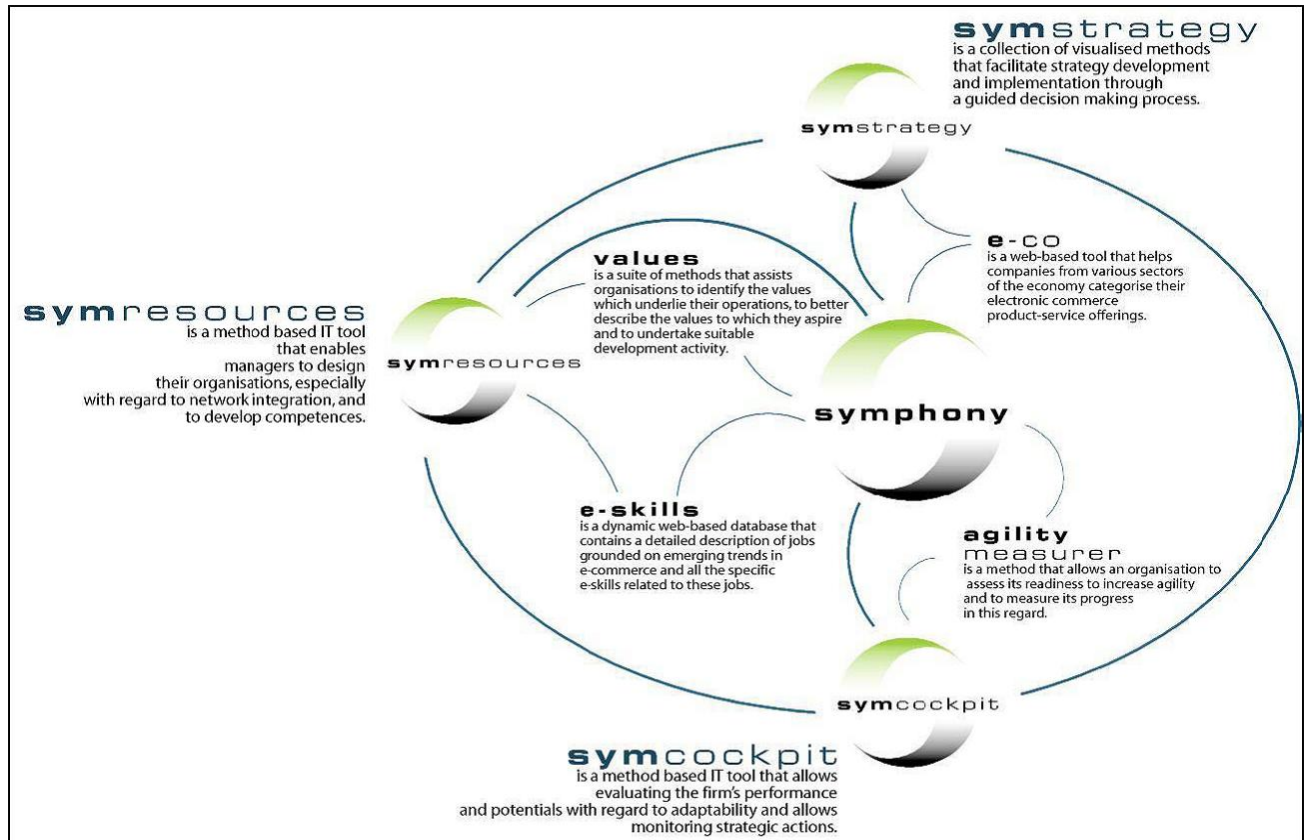 symstrategy
is a collection of visualised methods
that facilitate strategy development
and implementation through
a guided decision making process.
symstrategy
e-co
is a web-based tool that helps
companies from various sectors
of the economy categorise their
electronic commerce
product-service offerings.
values
is a suite of methods that assists
organisations to identify the values
which underlie their operations, to better
describe the values to which they aspire
and to undertake suitable
development activity.
symresources
is a method based IT tool
that enables
managers to design
their organisations, especially
with regard to network integration, and
to develop competences.
symresources
symphony
e-skills
is a dynamic web-based database that
contains a detailed description of jobs
grounded on emerging trends in
e-commerce and all the specific
e-skills related to these jobs.
agility
measurer
is a method that allows an organisation to
assess its readiness to increase agility
and to measure its progress
in this regard.
symcockpit
symcockpit
is a method based IT tool that allows
evaluating the firm's performance
and potentials with regard to adaptability and allows
monitoring strategic actions.